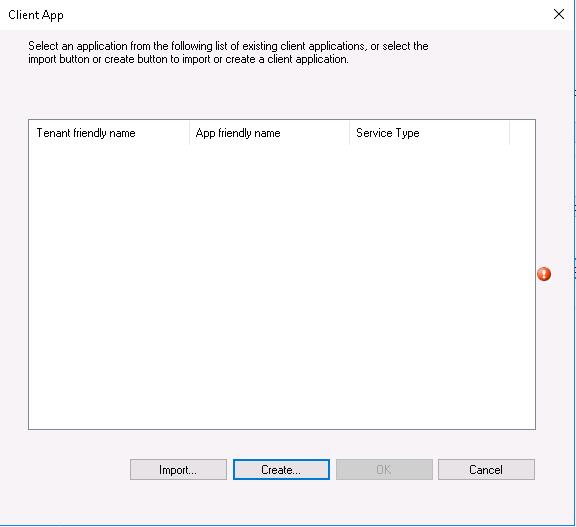 Client App
Select an application from the following list of existing client applications, or select the
import button or create button to import or create a client application.
Tenant friendly name App friendly name Service Type
Import... Create... OK Cancel